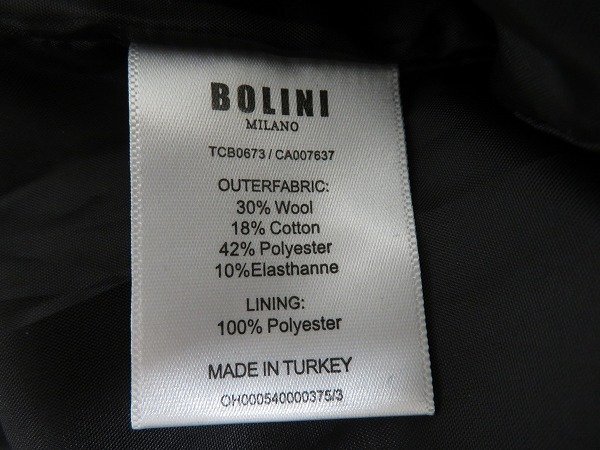 BOLINI
MILANO
TCB0673 / CA007637
OUTERFABRIC:
30% Wool
18% Cotton
42% Polyester
10%Elasthanne
LINING:
100% Polyester
MADE IN TURKEY
OH000540000375/3